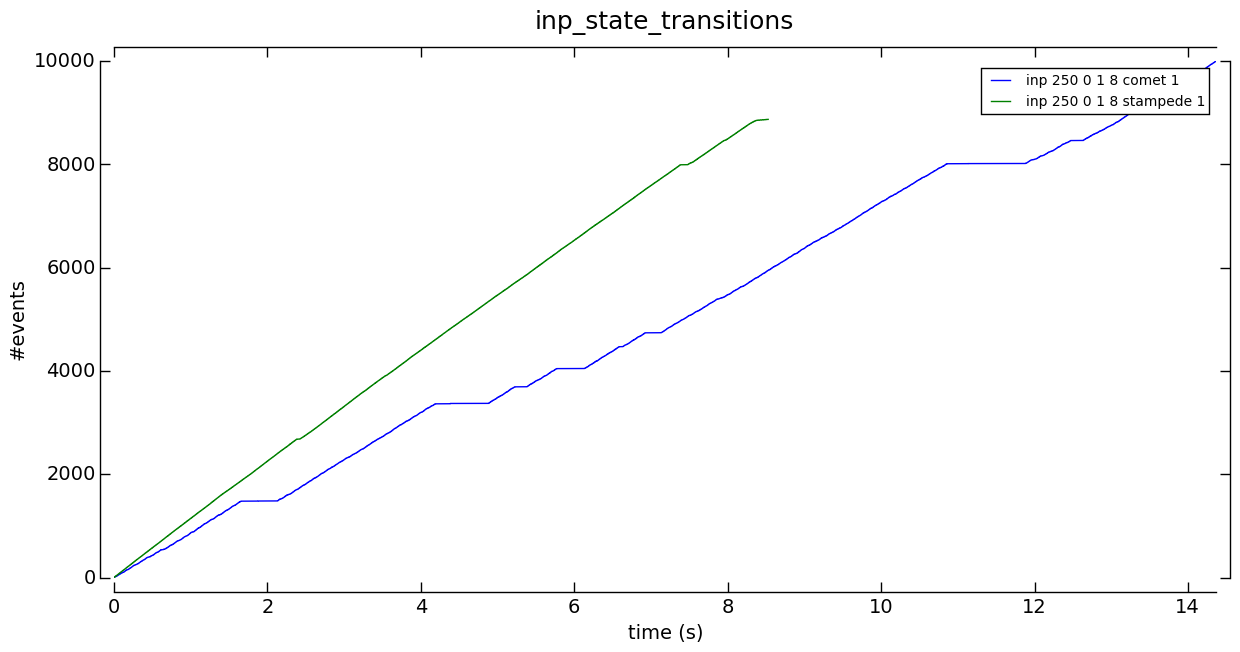 inp_state_transitions
10000
8000
6000
4000
2000
0
#events
inp 250 0 1 8 comet 1
inp 250 0 1 8 stampede 1
0 2 4 6 8 10 12 14
time (s)